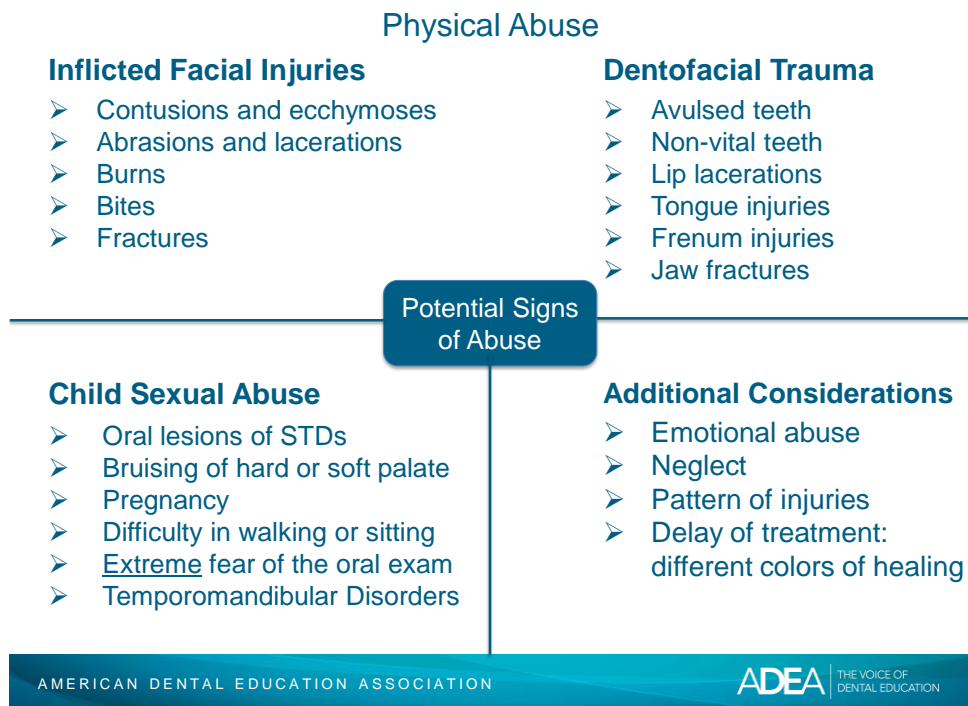 Physical Abuse
Inflicted Facial Injuries
➢ Contusions and ecchymoses
➢ Abrasions and lacerations
➢ Burns
➢ Bites
➢ Fractures
Dentofacial Trauma
➢ Avulsed teeth
➢ Non-vital teeth
➢ Lip lacerations
➢ Tongue injuries
➢ Frenum injuries
➢ Jaw fractures
Potential Signs
of Abuse
Child Sexual Abuse
➢ Oral lesions of STDs
➢ Bruising of hard or soft palate
➢ Pregnancy
➢ Difficulty in walking or sitting
➢ Extreme fear of the oral exam
➢ Temporomandibular Disorders
Additional Considerations
➢ Emotional abuse
➢ Neglect
➢ Pattern of injuries
➢ Delay of treatment:
different colors of healing
AMERICAN DENTAL EDUCATION ASSOCIATION
ADEA
THE VOICE OF
DENTAL EDUCATION